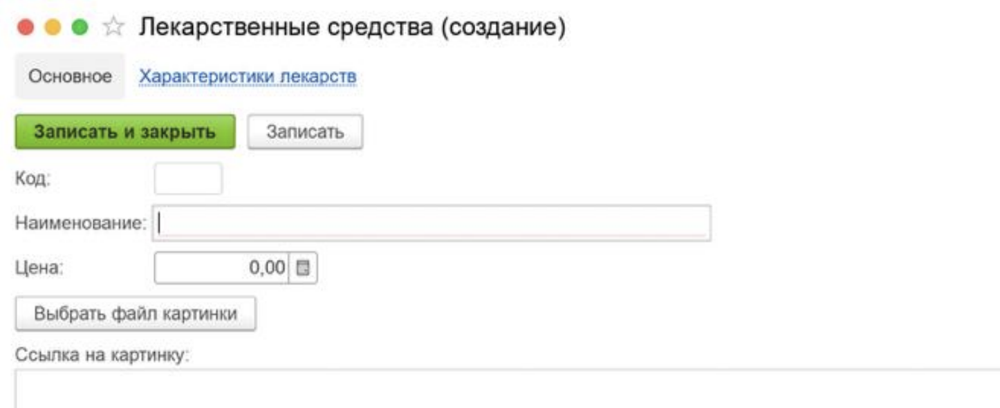 Лекарственные средства (создание)
Основное Характеристики лекарств
Записать и закрыть Записать
Код:
Наименование:
Цена: 0,00
Выбрать файл картинки
Ссылка на картинку: